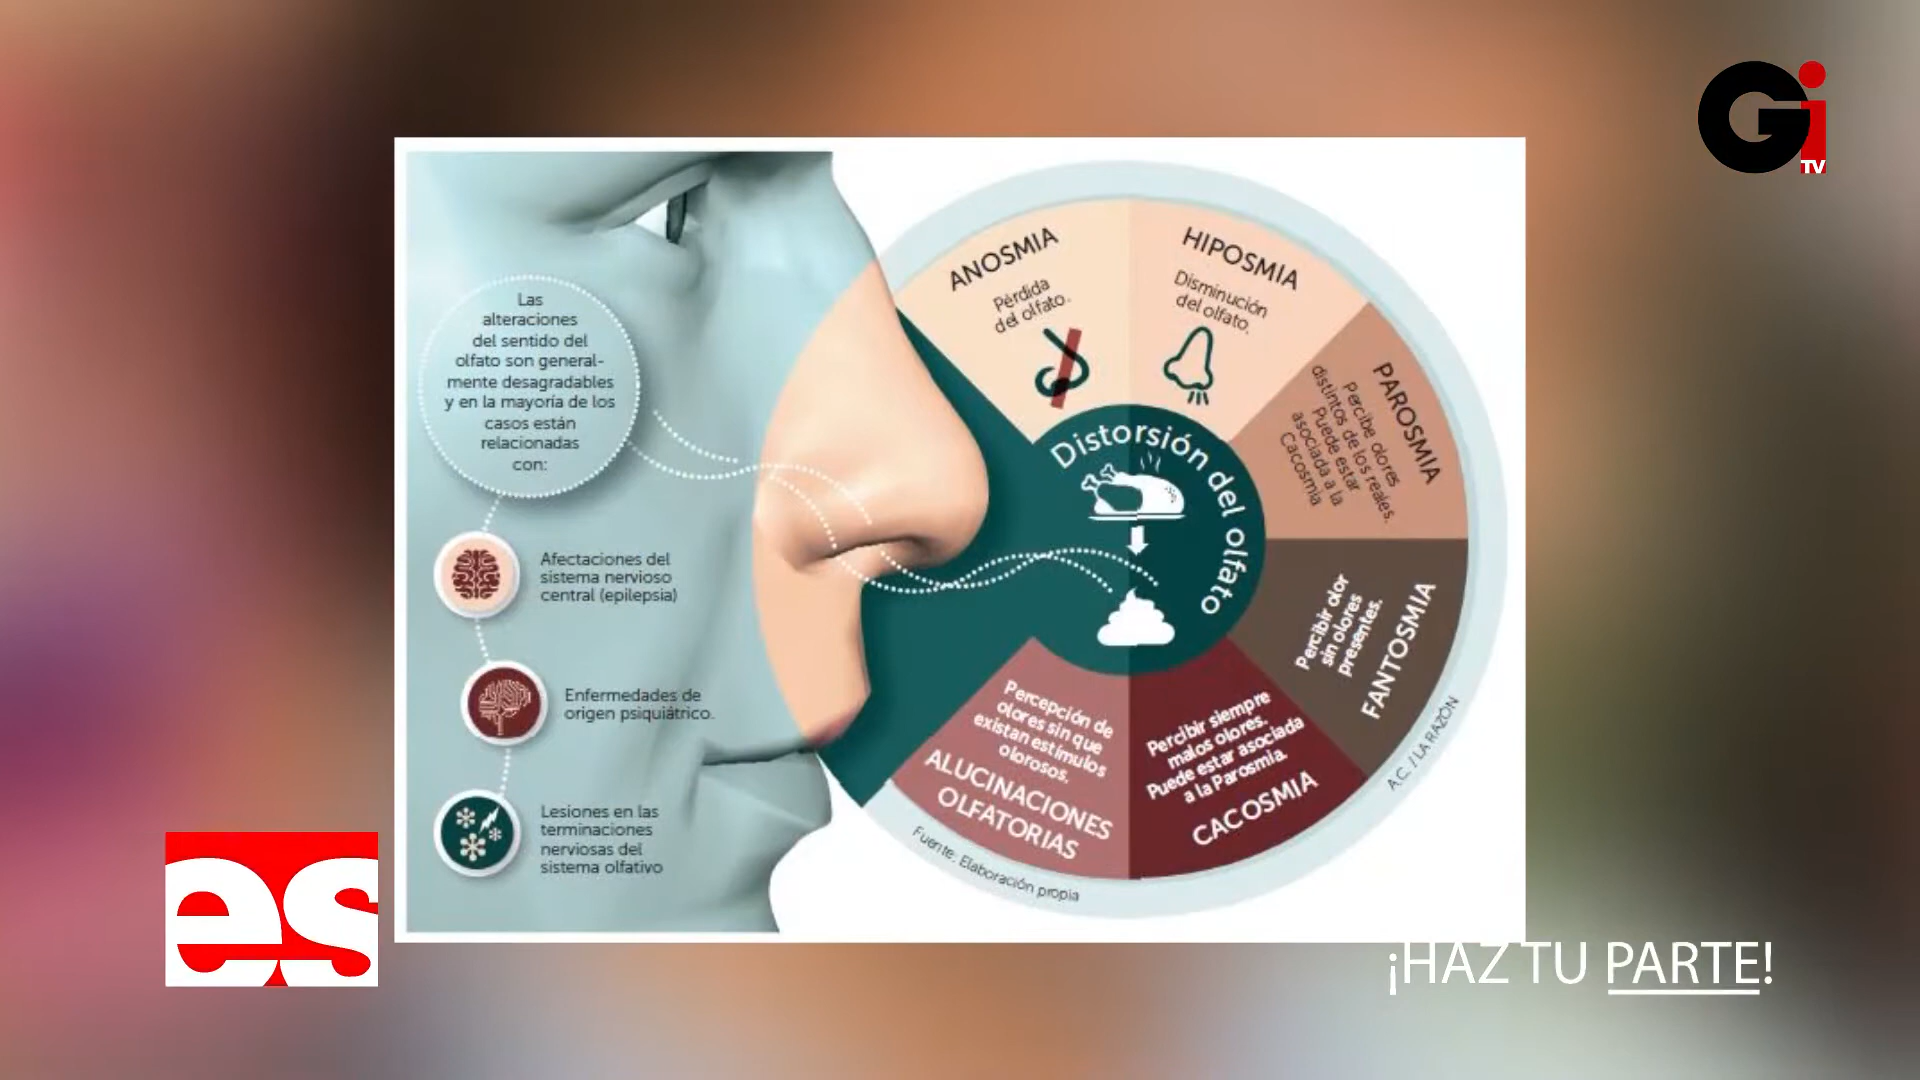 Gi
TV
Las
alteraciones
del sentido del
olfato son general-
mente desagradables
y en la mayoría de los
casos están
relacionadas
con:
Afectaciones del
sistema nervioso
central (epilepsia)
Enfermedades de
origen psiquiátrico.
Lesiones en las
terminaciones
nerviosas del
sistema olfativo
ANOSMIA
Pérdida
del olfato.
HIPOSMIA
Disminución
del olfato.
PAROSMIA
Percibe olores
distintos de los reales.
Puede estar
asociada a la
Cacosmia
Distorsión del olfato
Percibir olor
sin olores
presentes.
FANTOSMIA
Percibir siempre
malos olores.
Puede estar asociada
a la Parosmia.
CACOSMIA
Percepción de
olores sin que
existan estímulos
olorosos.
ALUCINACIONES
OLFATORIAS
Fuente: Elaboración propia
A.C. / LA RAZÓN
es
¡HAZ TU PARTE!